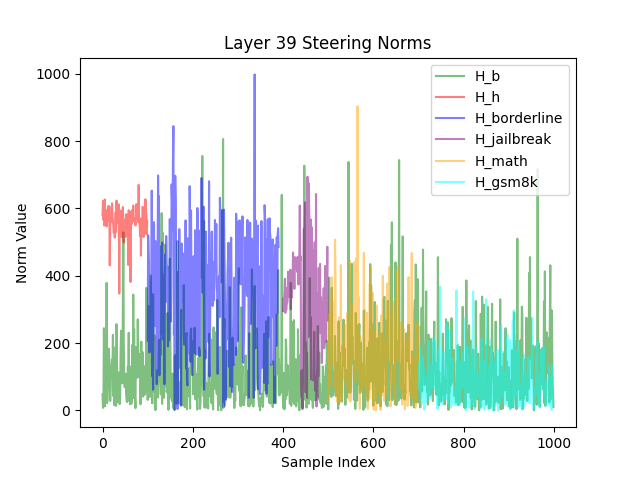 Layer 39 Steering Norms
Norm Value
1000
800
600
400
200
0
H_b
H_h
H_borderline
H_jailbreak
H_math
H_gsm8k
0 200 400 600 800 1000
Sample Index